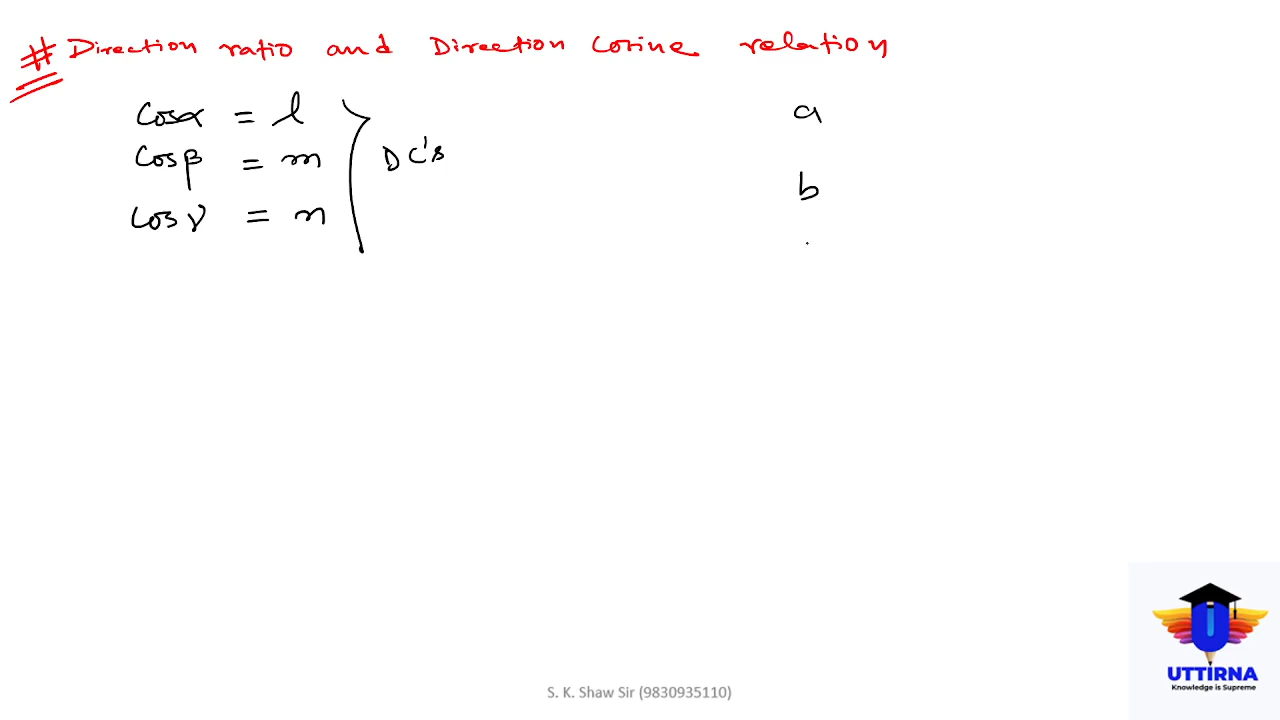 # Direction ratio and Direction Cosine relation
Cosα = l
Cosβ = m
Cosγ = n
DC's
a
b
S. K. Shaw Sir (9830935110)
U
UTTIRNA
Knowledge is Supreme